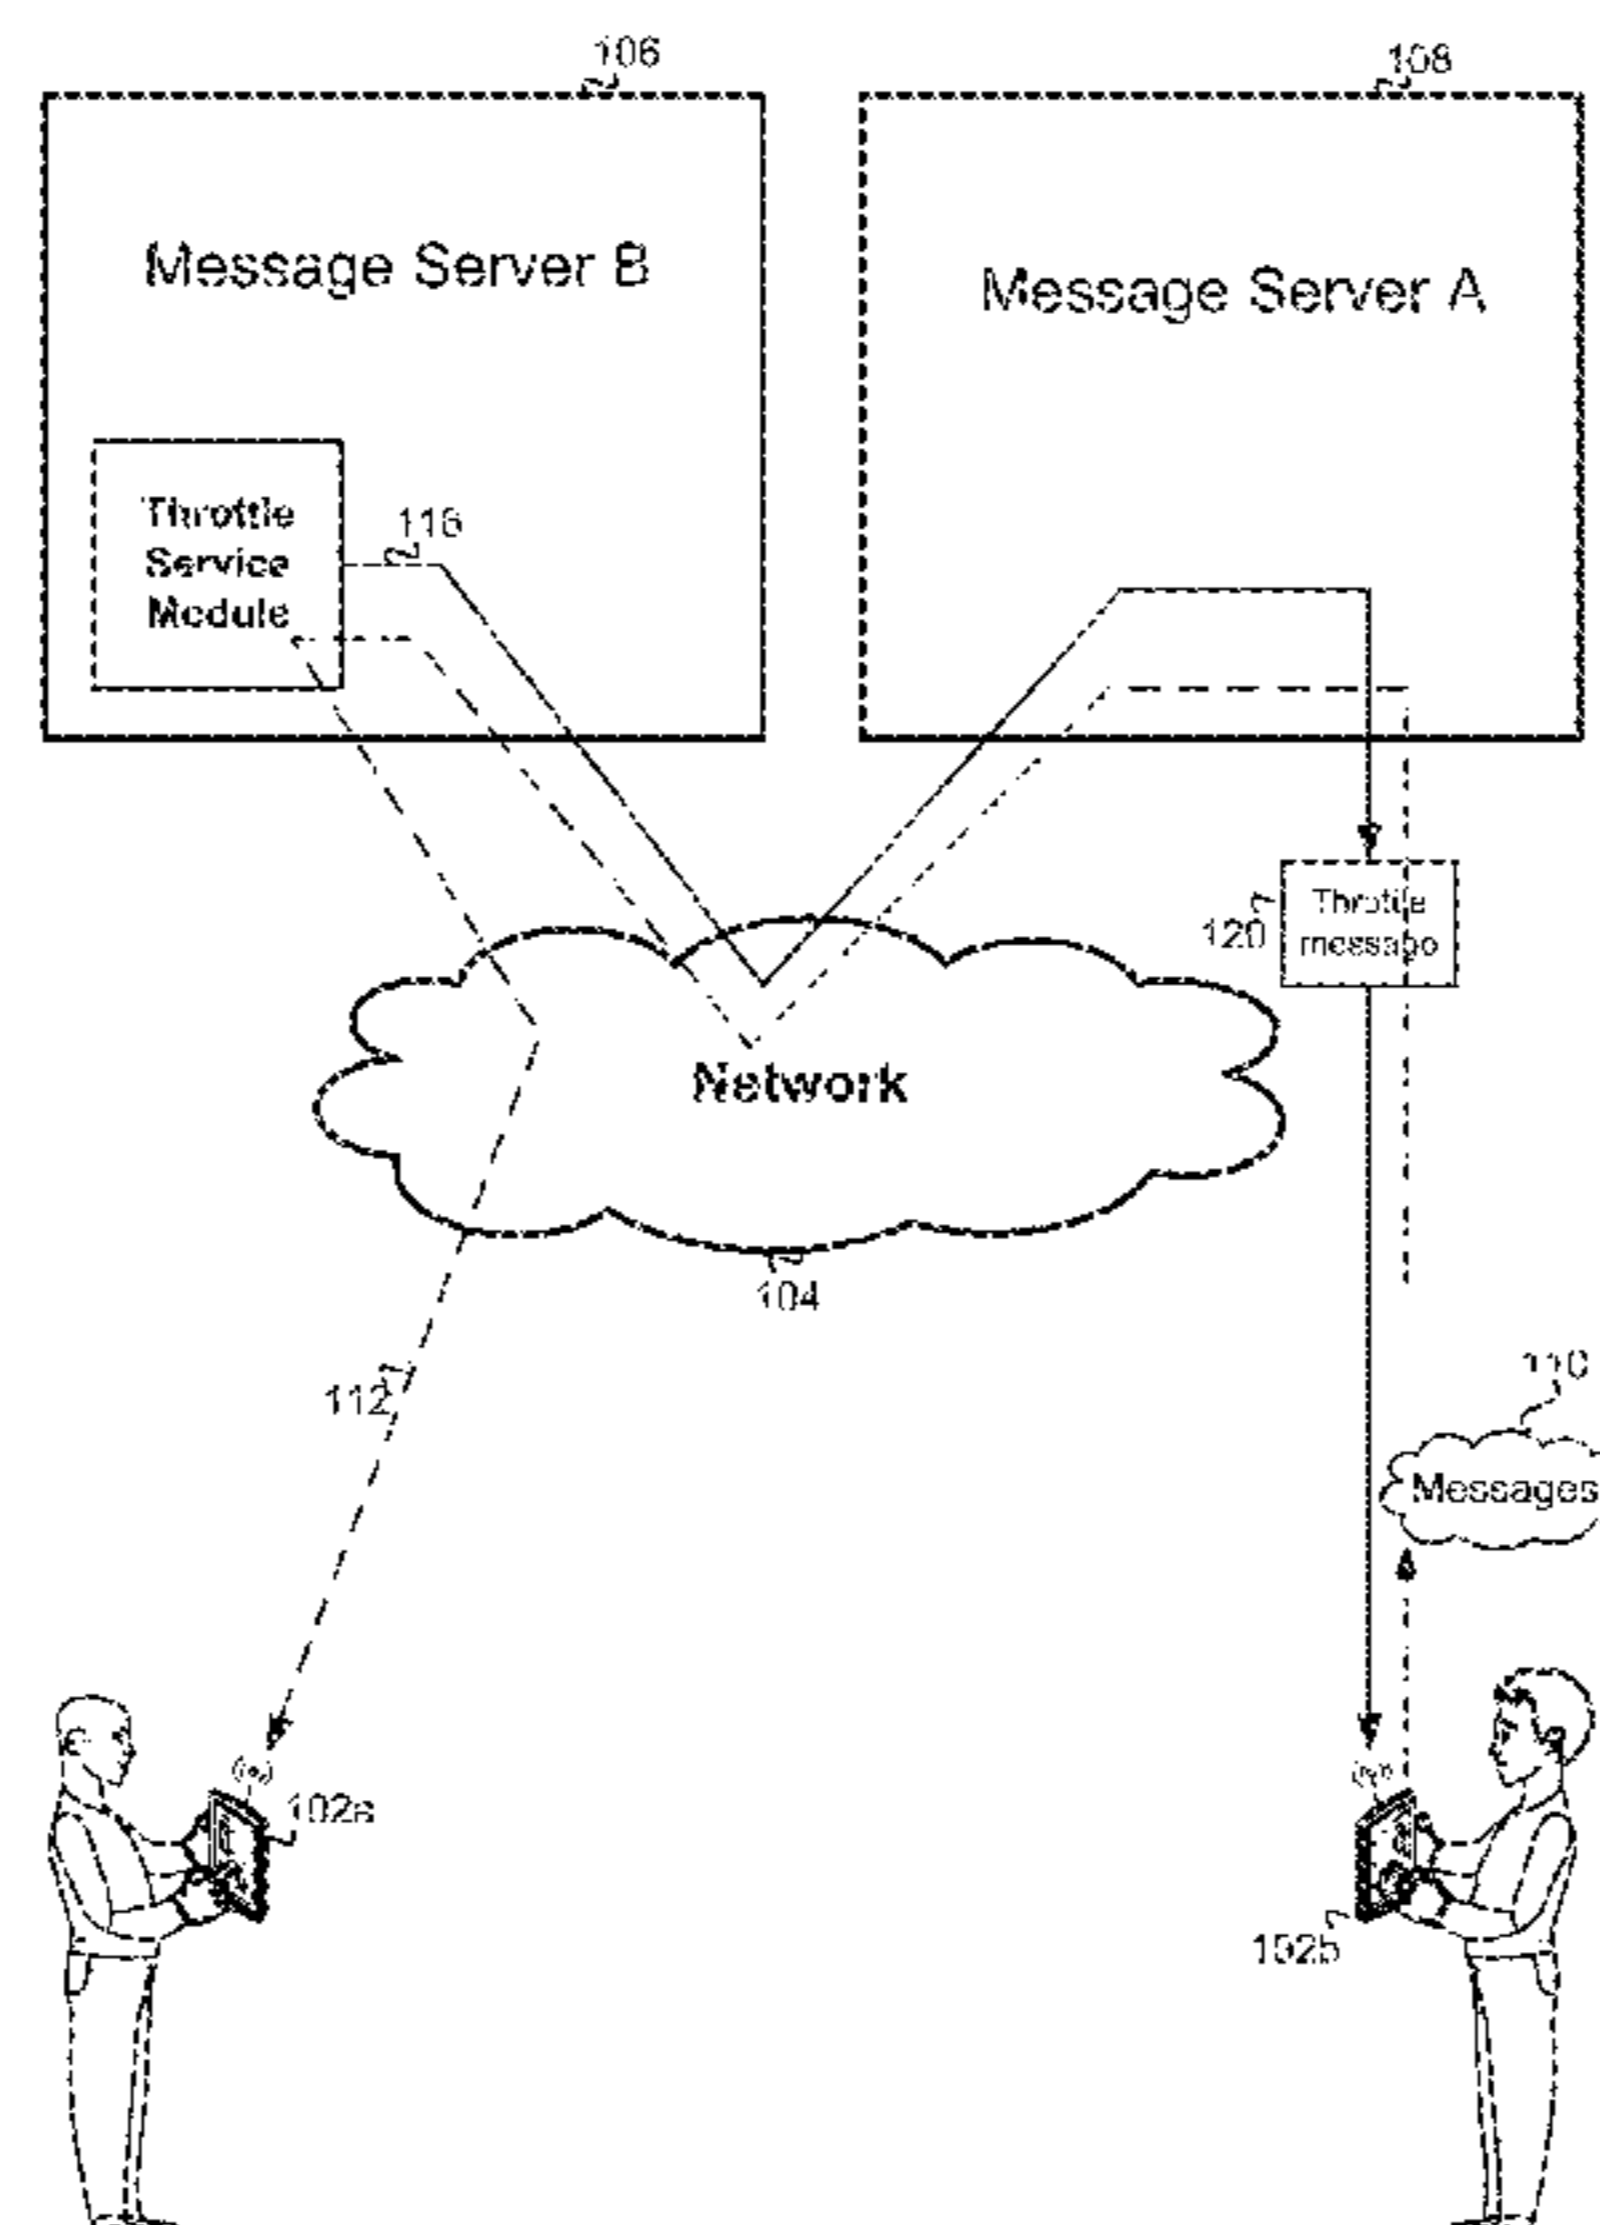 106
108
Message Server B
Message Server A
Throttle
Service
Module
116
Throttle
message
120
Network
104
110
112
Messages
102a
102b